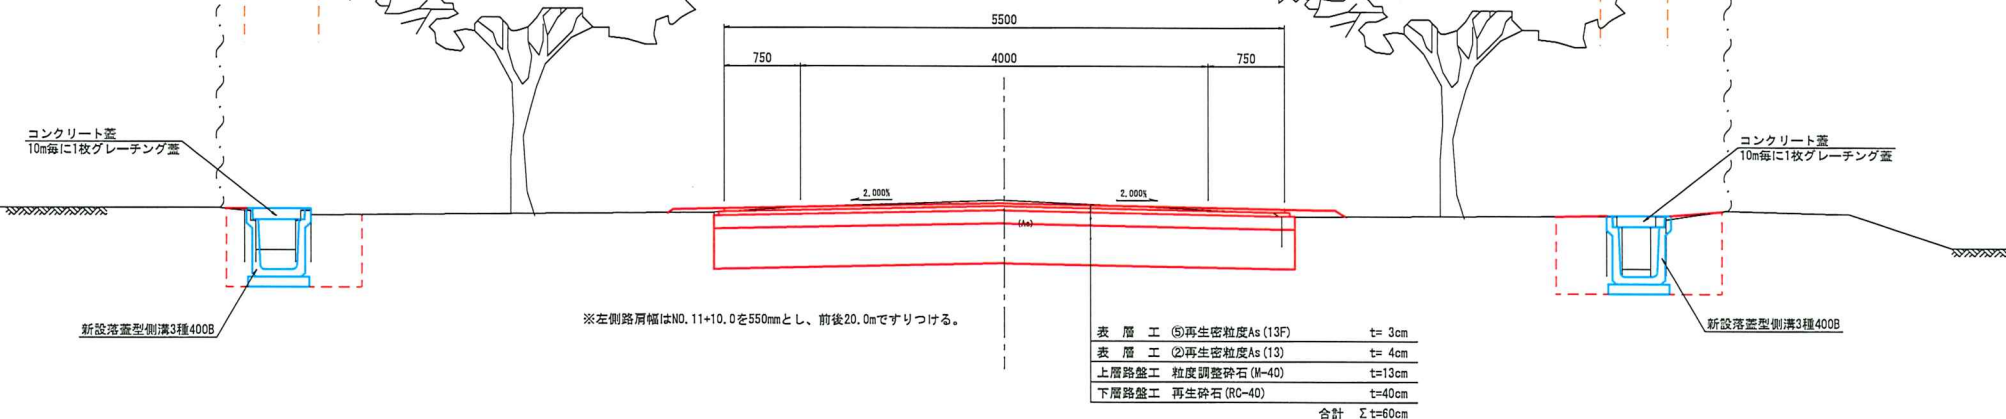 5500
750 4000 750
コンクリート蓋
10m毎に1枚グレーチング蓋
コンクリート蓋
10m毎に1枚グレーチング蓋
2.000% 2.000%
(As)
新設落蓋型側溝3種400B
※左側路肩幅はNO.11+10.0を550mmとし、前後20.0mですりつける。
新設落蓋型側溝3種400B
表 層 工 ⑤再生密粒度As(13F) t= 3cm
表 層 工 ②再生密粒度As(13) t= 4cm
上層路盤工 粒度調整砕石(M-40) t=13cm
下層路盤工 再生砕石(RC-40) t=40cm
合計 Σt=60cm